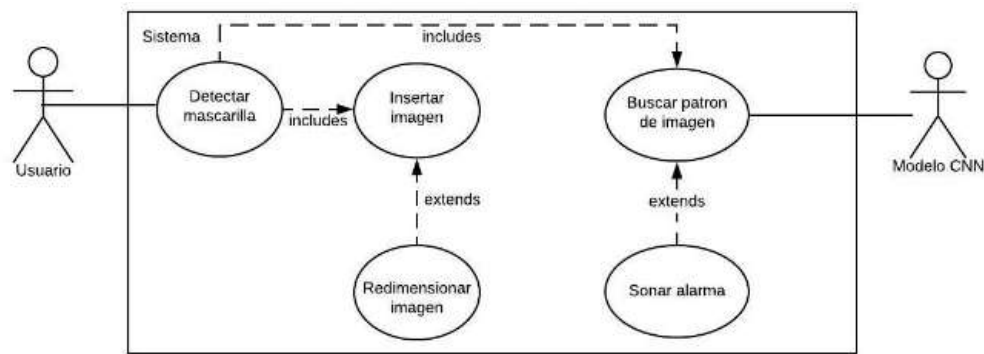 Sistema
includes
Detectar
mascarilla
includes
Insertar
imagen
Buscar patron
de imagen
Usuario
Modelo CNN
extends
extends
Redimensionar
imagen
Sonar alarma